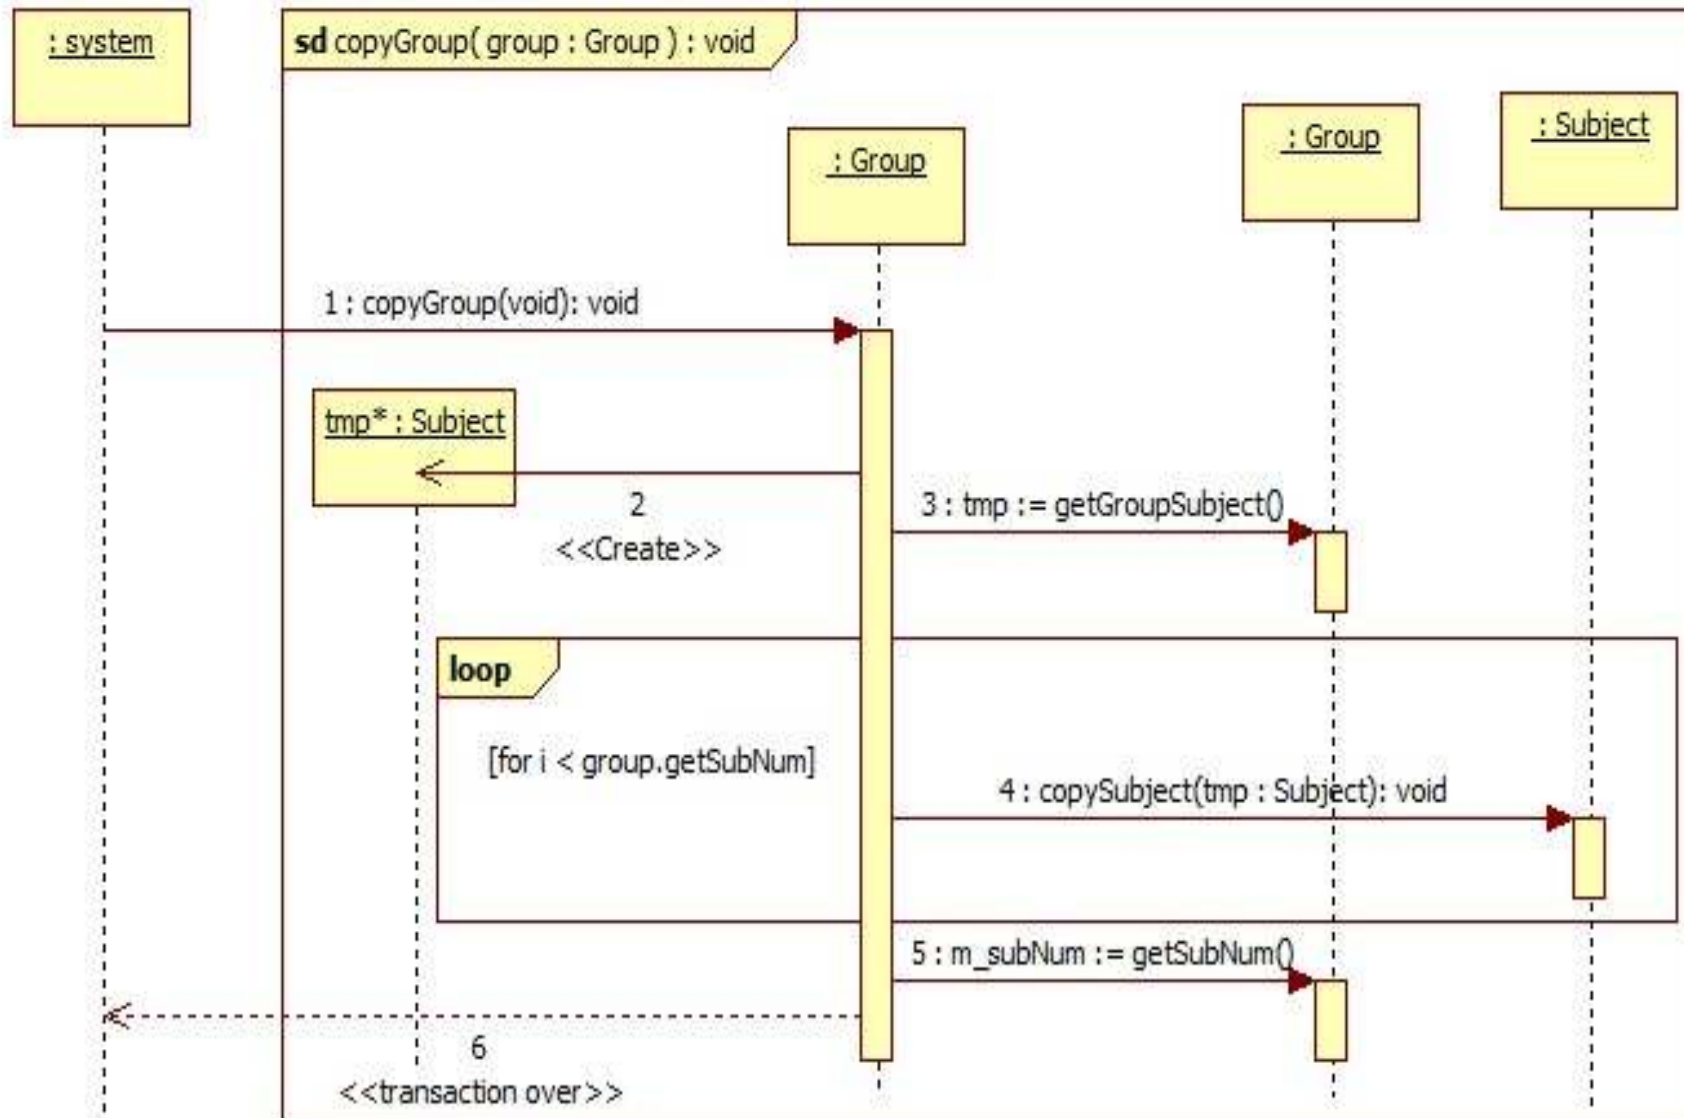 : system
sd copyGroup( group : Group ) : void
: Group
: Group
: Subject
1 : copyGroup(void): void
tmp* : Subject
2
<<Create>>
3 : tmp := getGroupSubject()
loop
[for i < group.getSubNum]
4 : copySubject(tmp : Subject): void
5 : m_subNum := getSubNum()
6
<<transaction over>>